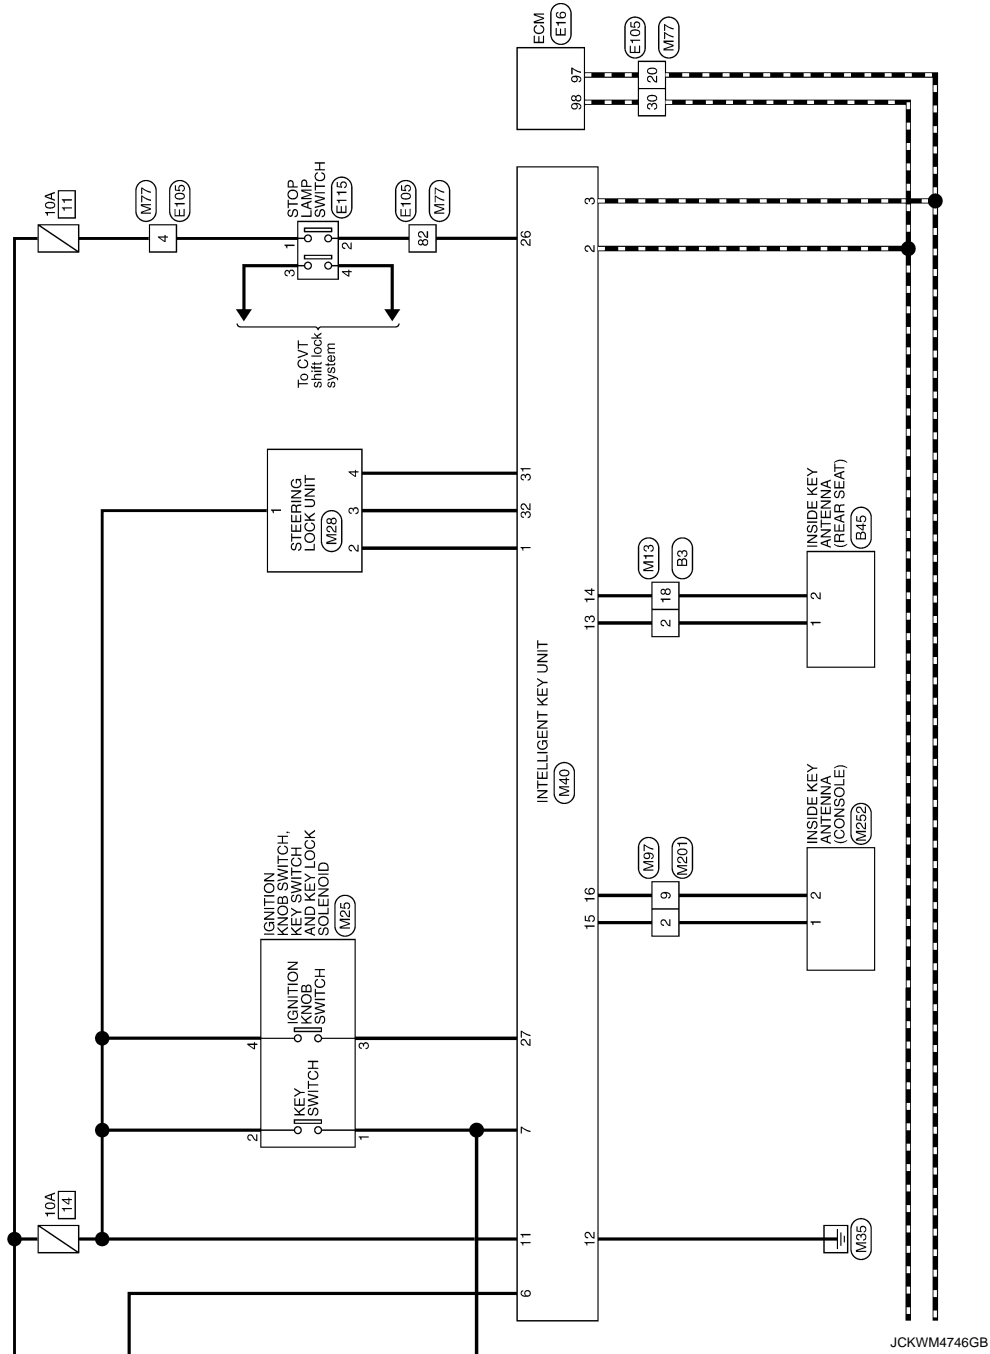 ECM
E16
97
98
E105
M77
20
30
10A
11
M77
E105
4
STOP
LAMP
SWITCH
E115
1
2
3
4
E105
M77
82
26
3
2
To CVT
shift lock
system
STEERING
LOCK UNIT
M28
1
4
3
2
31
32
1
INTELLIGENT KEY UNIT
M40
14
13
M13
B3
18
2
INSIDE KEY
ANTENNA
(REAR SEAT)
B45
2
1
IGNITION
KNOB SWITCH,
KEY SWITCH
AND KEY LOCK
SOLENOID
M25
IGNITION
KNOB
SWITCH
KEY
SWITCH
4
3
2
1
27
7
16
15
M97
M201
9
2
INSIDE KEY
ANTENNA
(CONSOLE)
M252
2
1
10A
14
11
6
12
M35
JCKWM4746GB